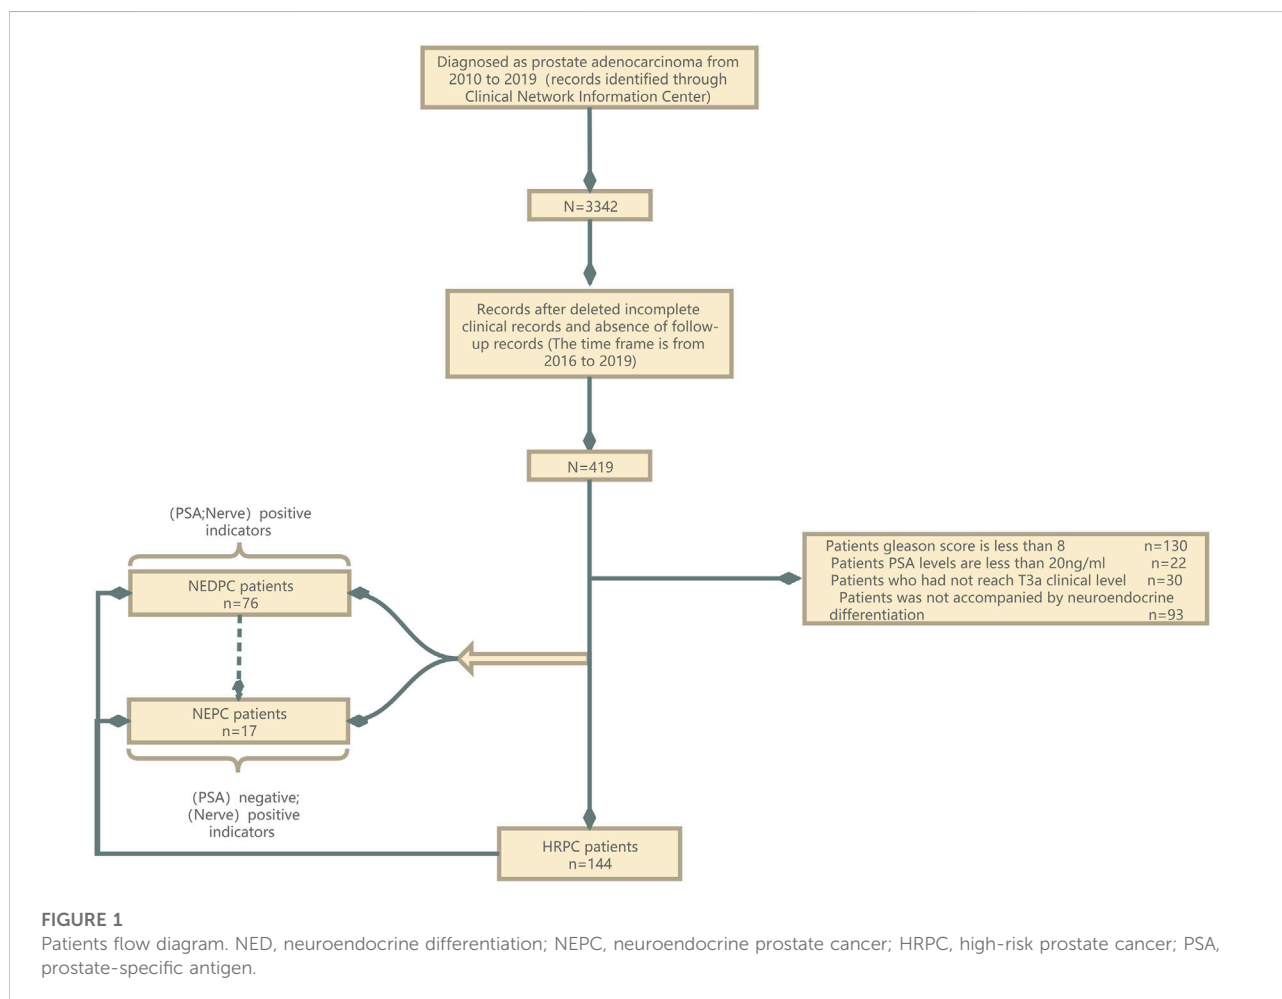 Diagnosed as prostate adenocarcinoma from
2010 to 2019 (records identified through
Clinical Network Information Center)
N=3342
Records after deleted incomplete
clinical records and absence of follow-
up records (The time frame is from
2016 to 2019)
N=419
(PSA;Nerve) positive
indicators
NEDPC patients
n=76
NEPC patients
n=17
(PSA) negative;
(Nerve) positive
indicators
Patients gleason score is less than 8 n=130
Patients PSA levels are less than 20ng/ml n=22
Patients who had not reach T3a clinical level n=30
Patients was not accompanied by neuroendocrine
differentiation n=93
HRPC patients
n=144
FIGURE 1
Patients flow diagram. NED, neuroendocrine differentiation; NEPC, neuroendocrine prostate cancer; HRPC, high-risk prostate cancer; PSA,
prostate-specific antigen.